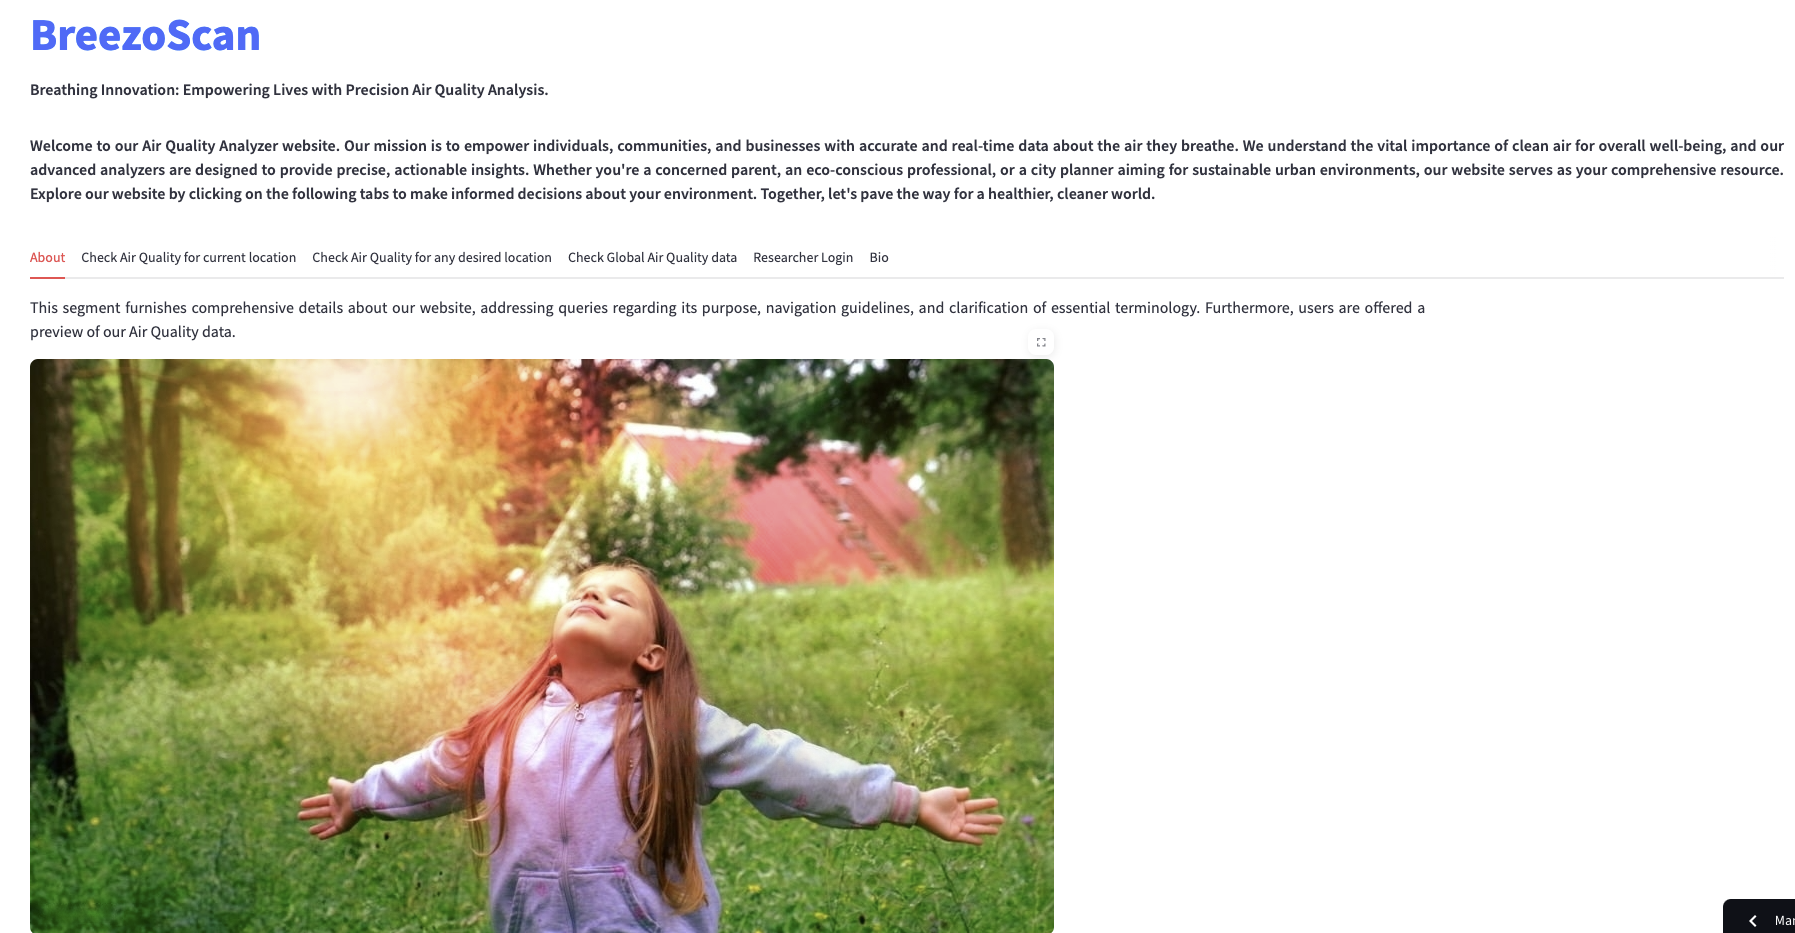 BreezoScan
Breathing Innovation: Empowering Lives with Precision Air Quality Analysis.
Welcome to our Air Quality Analyzer website. Our mission is to empower individuals, communities, and businesses with accurate and real-time data about the air they breathe. We understand the vital importance of clean air for overall well-being, and our
advanced analyzers are designed to provide precise, actionable insights. Whether you're a concerned parent, an eco-conscious professional, or a city planner aiming for sustainable urban environments, our website serves as your comprehensive resource.
Explore our website by clicking on the following tabs to make informed decisions about your environment. Together, let's pave the way for a healthier, cleaner world.
About Check Air Quality for current location Check Air Quality for any desired location Check Global Air Quality data Researcher Login Bio
This segment furnishes comprehensive details about our website, addressing queries regarding its purpose, navigation guidelines, and clarification of essential terminology. Furthermore, users are offered a
preview of our Air Quality data.